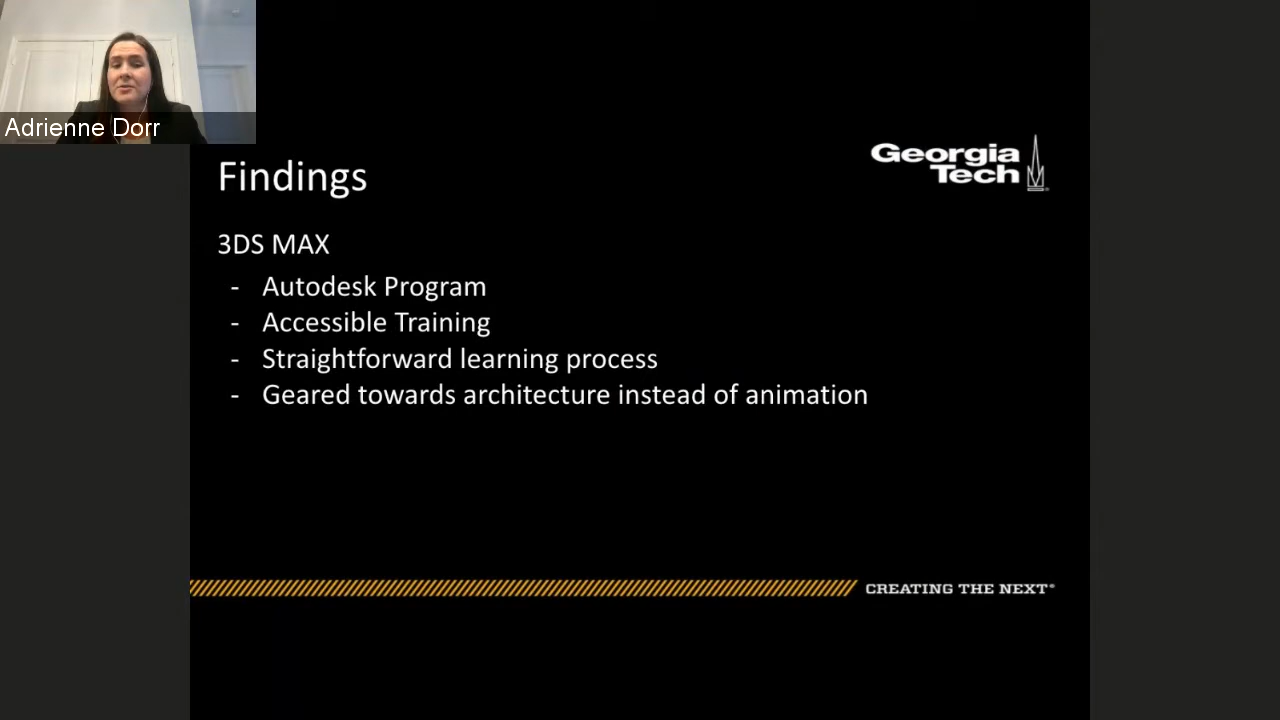 Adrienne Dorr
Georgia
Tech
Findings
3DS MAX
- Autodesk Program
- Accessible Training
- Straightforward learning process
- Geared towards architecture instead of animation
CREATING THE NEXT®